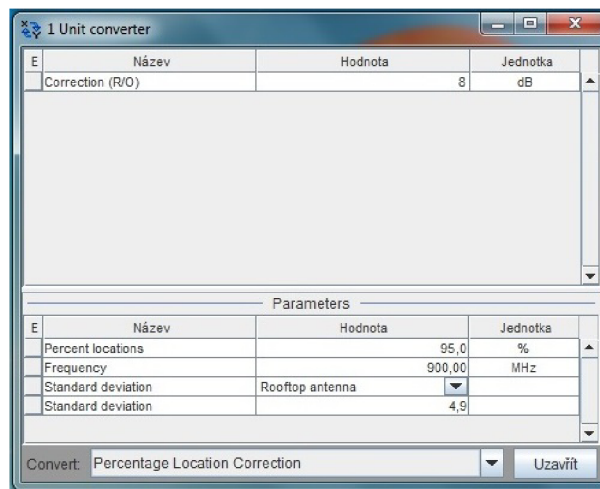 1 Unit converter
E Název Hodnota Jednotka
Correction (R/O) 8 dB
Parameters
E Název Hodnota Jednotka
Percent locations 95,0 %
Frequency 900,00 MHz
Standard deviation Rooftop antenna
Standard deviation 4,9
Convert: Percentage Location Correction Uzavřít